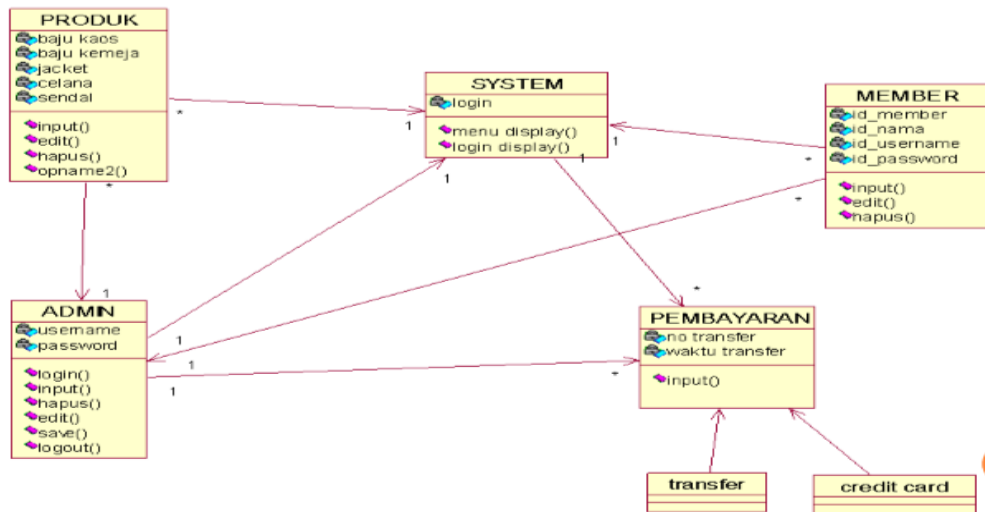 PRODUK
baju kaos
baju kemeja
jacket
celana
sendal
input()
edit()
hapus()
opname2()
*
*
1
SYSTEM
login
menu display()
login display()
1
1
1
1
*
MEMBER
id_member
id_nama
id_username
id_password
input()
edit()
hapus()
*
*
ADMIN
username
password
login()
input()
hapus()
edit()
save()
logout()
1
1
1
*
PEMBAYARAN
no transfer
waktu transfer
input()
transfer
credit card